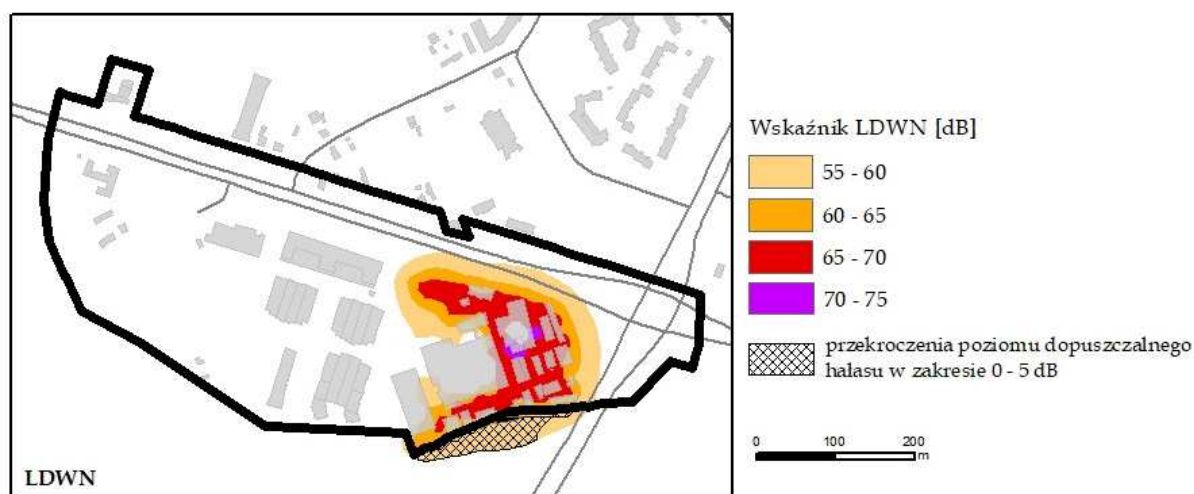 Wskaźnik LDWN [dB]
55 - 60
60 - 65
65 - 70
70 - 75
przekroczenia poziomu dopuszczalnego
hałasu w zakresie 0 - 5 dB
0 100 200
m
LDWN